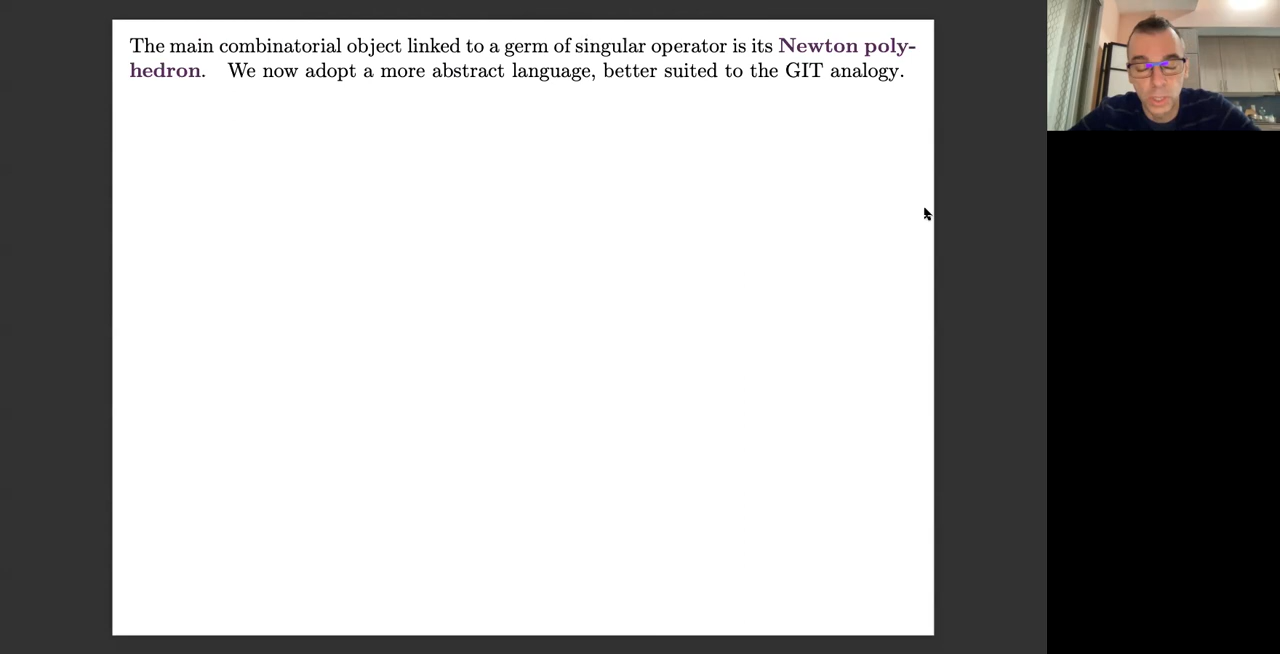 The main combinatorial object linked to a germ of singular operator is its Newton poly-
hedron. We now adopt a more abstract language, better suited to the GIT analogy.